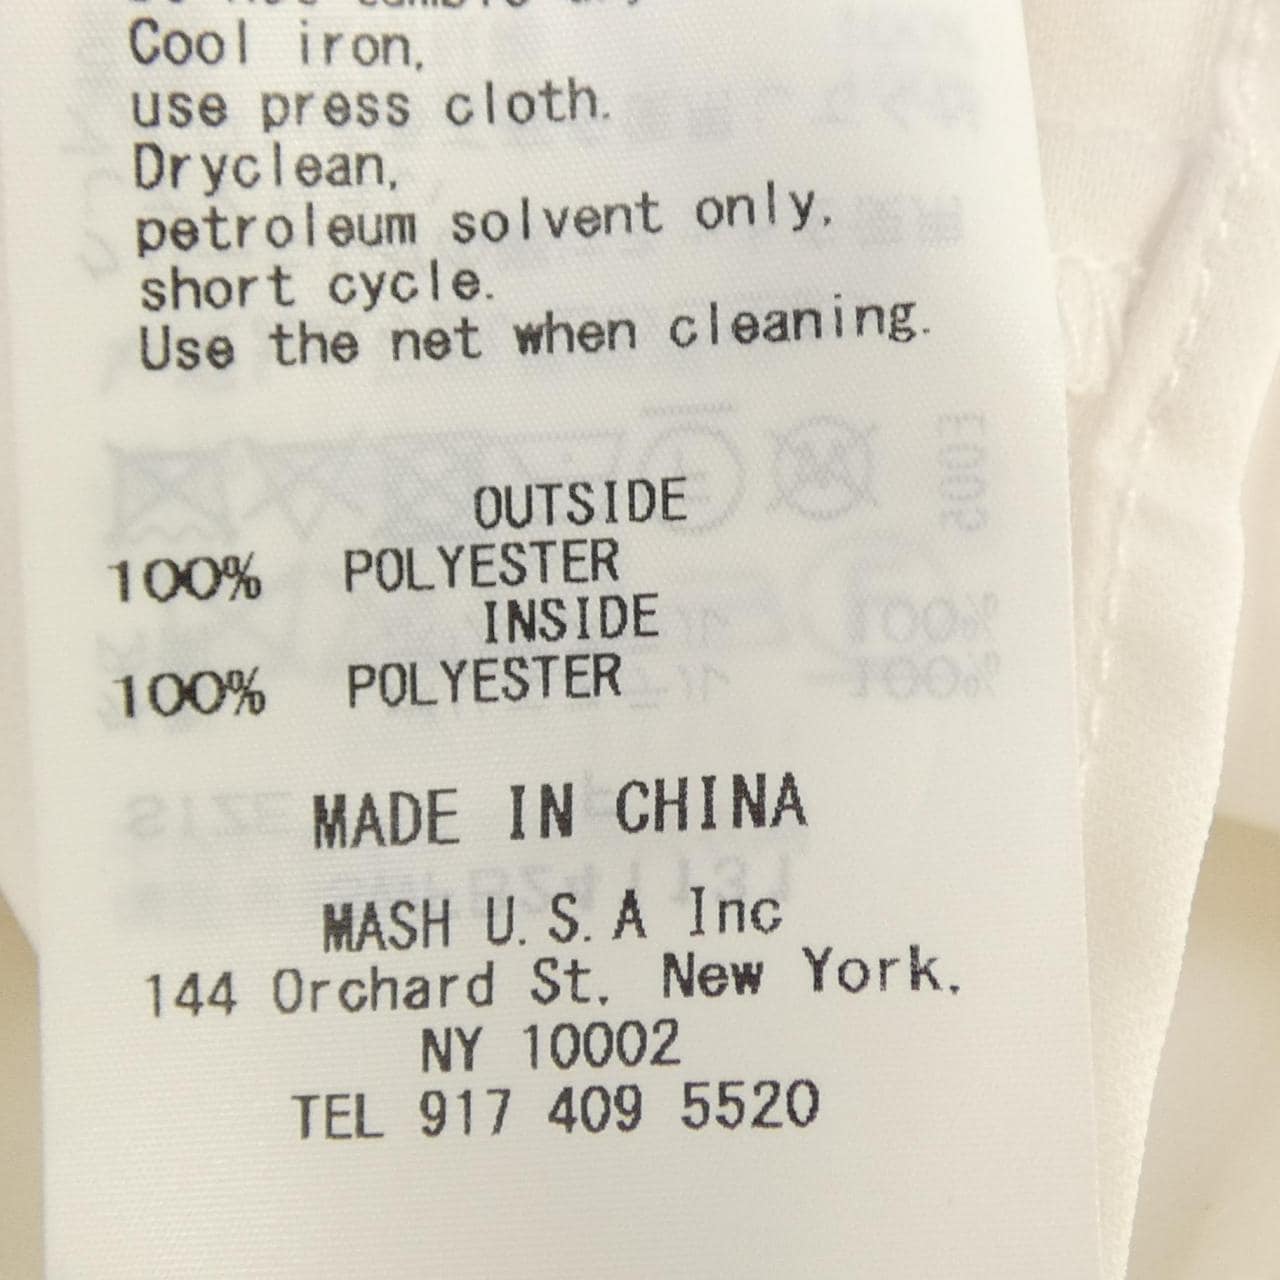 Cool iron,
use press cloth.
Dryclean,
petroleum solvent only,
short cycle.
Use the net when cleaning.
OUTSIDE
100% POLYESTER
INSIDE
100% POLYESTER
MADE IN CHINA
MASH U.S.A Inc
144 Orchard St, New York,
NY 10002
TEL 917 409 5520